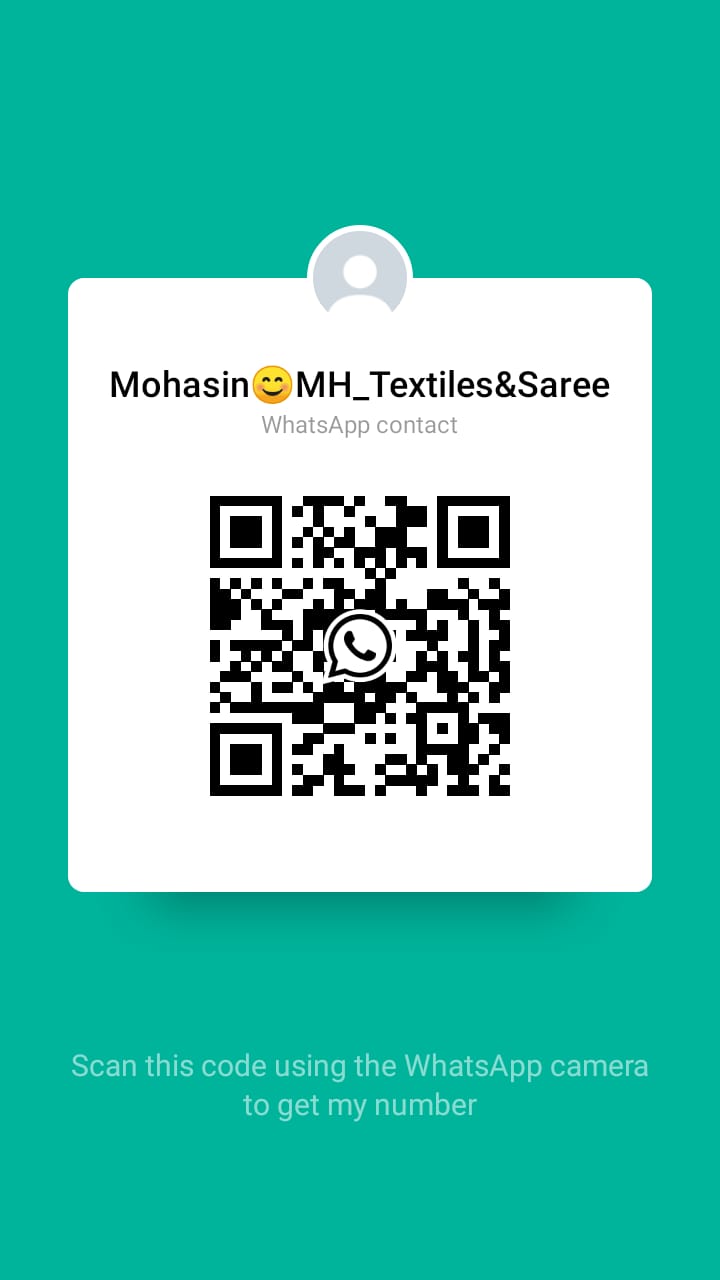 Mohasin😊MH_Textiles&Saree
WhatsApp contact
Scan this code using the WhatsApp camera
to get my number